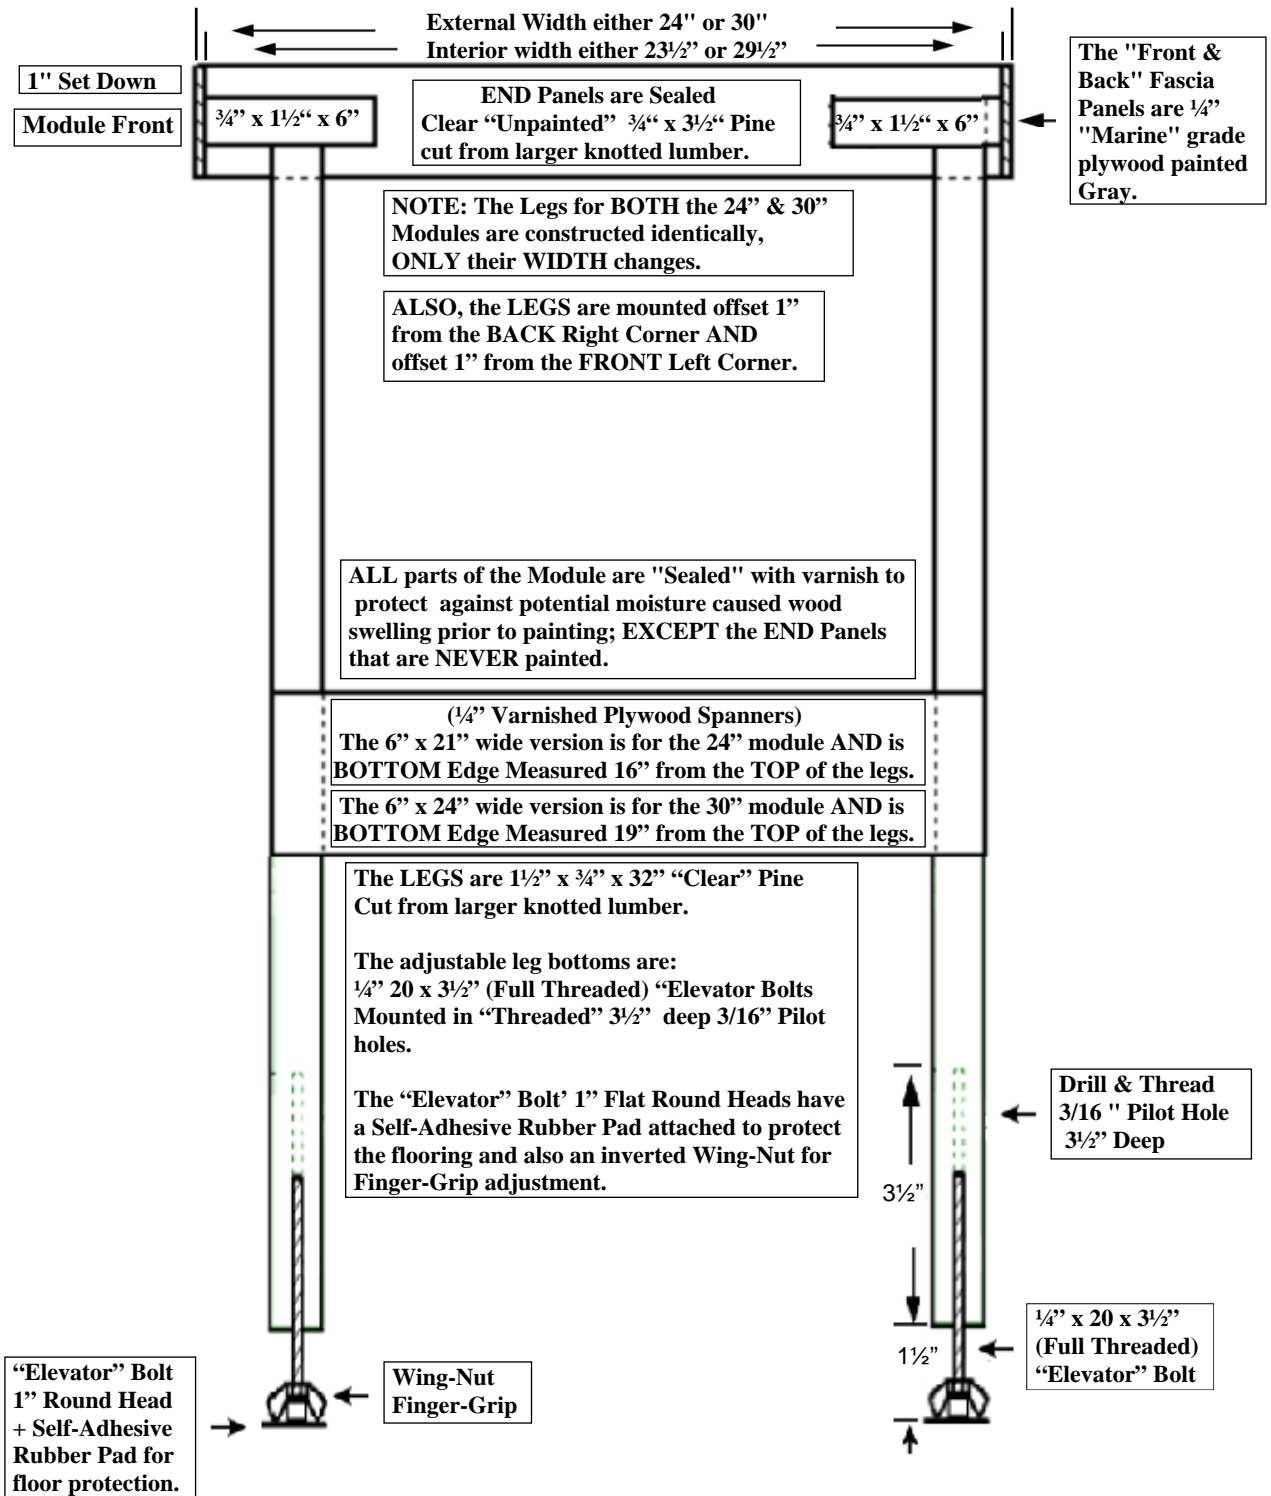 External Width either 24" or 30"
Interior width either 23½” or 29½”
1" Set Down
Module Front
¾” x 1½“ x 6”
END Panels are Sealed
Clear “Unpainted” ¾“ x 3½“ Pine
cut from larger knotted lumber.
¾” x 1½“ x 6”
The "Front &
Back" Fascia
Panels are ¼”
"Marine" grade
plywood painted
Gray.
NOTE: The Legs for BOTH the 24” & 30”
Modules are constructed identically,
ONLY their WIDTH changes.
ALSO, the LEGS are mounted offset 1”
from the BACK Right Corner AND
offset 1” from the FRONT Left Corner.
ALL parts of the Module are "Sealed" with varnish to
protect against potential moisture caused wood
swelling prior to painting; EXCEPT the END Panels
that are NEVER painted.
(¼” Varnished Plywood Spanners)
The 6” x 21” wide version is for the 24” module AND is
BOTTOM Edge Measured 16” from the TOP of the legs.
The 6” x 24” wide version is for the 30” module AND is
BOTTOM Edge Measured 19” from the TOP of the legs.
The LEGS are 1½” x ¾” x 32” “Clear” Pine
Cut from larger knotted lumber.
The adjustable leg bottoms are:
¼” 20 x 3½” (Full Threaded) “Elevator Bolts
Mounted in “Threaded” 3½” deep 3/16” Pilot
holes.
The “Elevator” Bolt’ 1” Flat Round Heads have
a Self-Adhesive Rubber Pad attached to protect
the flooring and also an inverted Wing-Nut for
Finger-Grip adjustment.
Drill & Thread
3/16 " Pilot Hole
3½” Deep
3½”
1½”
¼” x 20 x 3½”
(Full Threaded)
“Elevator” Bolt
“Elevator” Bolt
1” Round Head
+ Self-Adhesive
Rubber Pad for
floor protection.
Wing-Nut
Finger-Grip